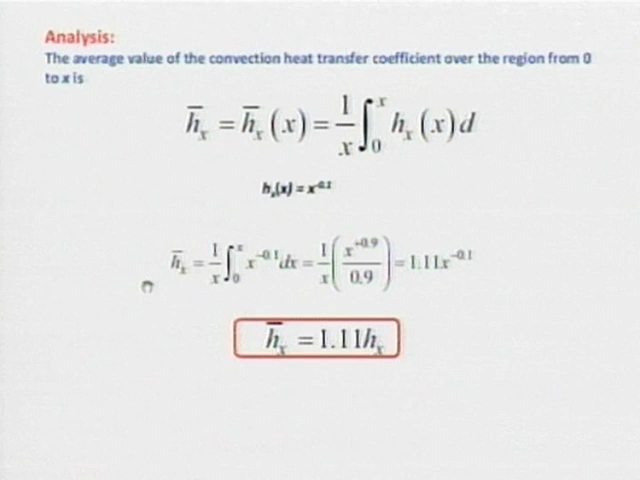 Analysis:
The average value of the convection heat transfer coefficient over the region from 0
to x is
h̅ₓ = h̅ₓ (x) = 1/x ∫₀ˣ hₓ (x) d
hₓ(x) = x⁻⁰·¹
h̅ₓ = 1/x ∫₀ˣ x⁻⁰·¹ dx = 1/x (x⁺⁰·⁹/0.9) = 1.11x⁻⁰·¹
h̅ₓ = 1.11hₓ